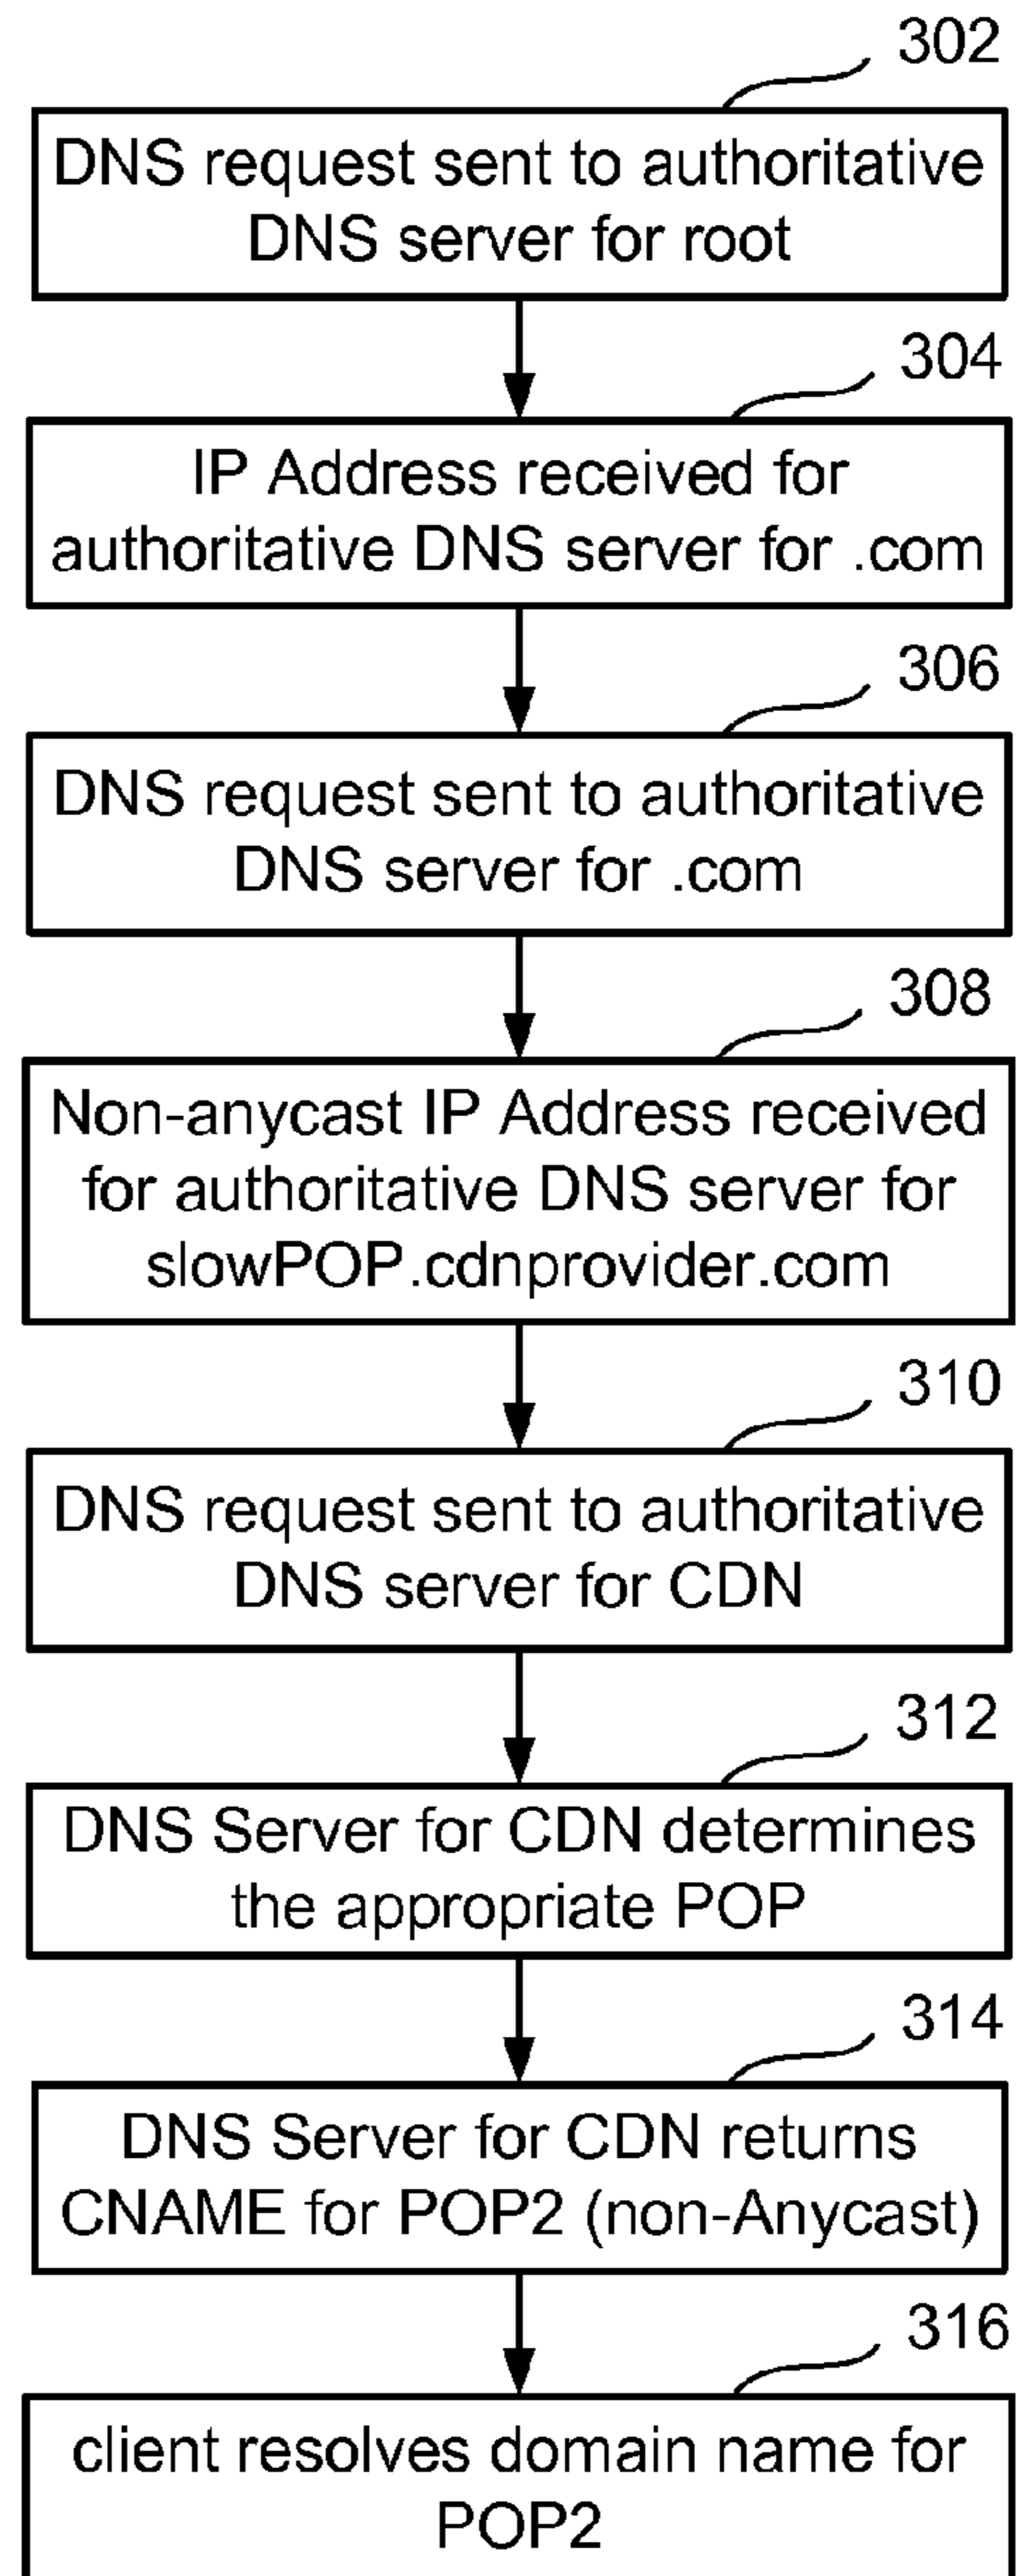 302
DNS request sent to authoritative
DNS server for root
304
IP Address received for
authoritative DNS server for .com
306
DNS request sent to authoritative
DNS server for .com
308
Non-anycast IP Address received
for authoritative DNS server for
slowPOP.cdnprovider.com
310
DNS request sent to authoritative
DNS server for CDN
312
DNS Server for CDN determines
the appropriate POP
314
DNS Server for CDN returns
CNAME for POP2 (non-Anycast)
316
client resolves domain name for
POP2